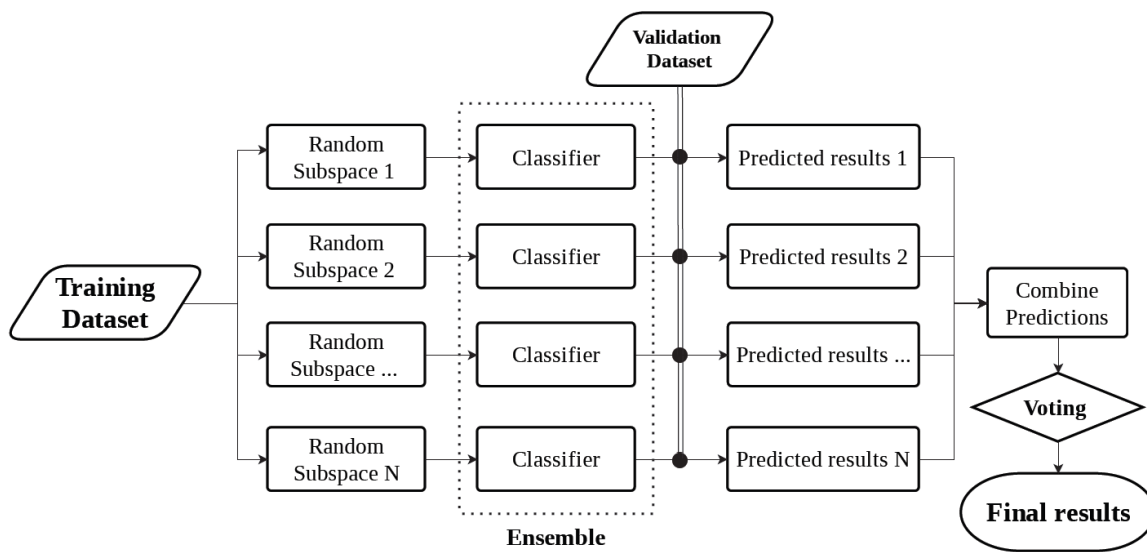 Validation
Dataset
Random
Subspace 1
Classifier
Predicted results 1
Random
Subspace 2
Classifier
Predicted results 2
Training
Dataset
Combine
Predictions
Random
Subspace ...
Classifier
Predicted results ...
Voting
Random
Subspace N
Classifier
Predicted results N
Final results
Ensemble